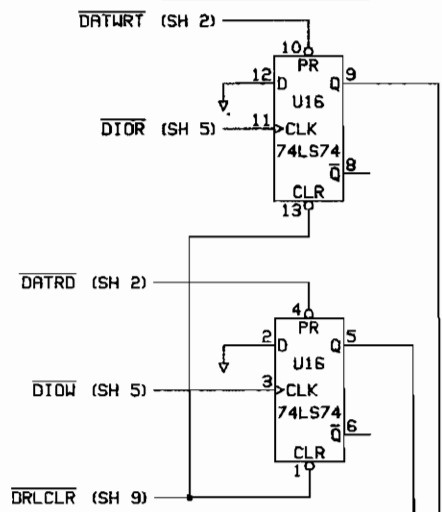 DATWRT (SH 2)
10
PR
12 D Q 9
U16
DIOR (SH 5) 11 CLK
74LS74
Q 8
CLR
13
DATRD (SH 2)
4
PR
2 D Q 5
U16
DIOW (SH 5) 3 CLK
74LS74
Q 6
CLR
1
DRLCLR (SH 9)